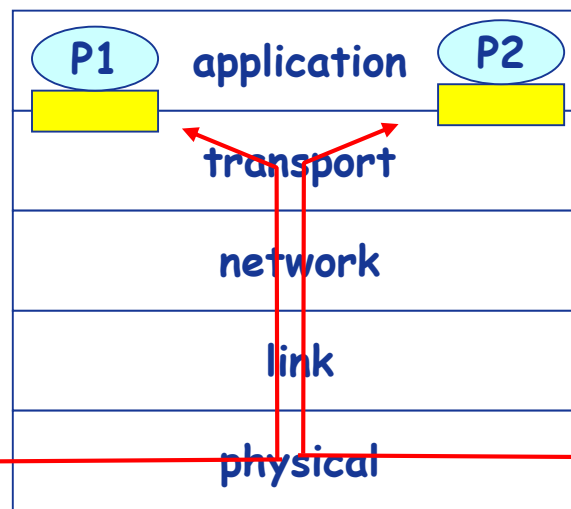 P1 application P2
transport
network
link
physical